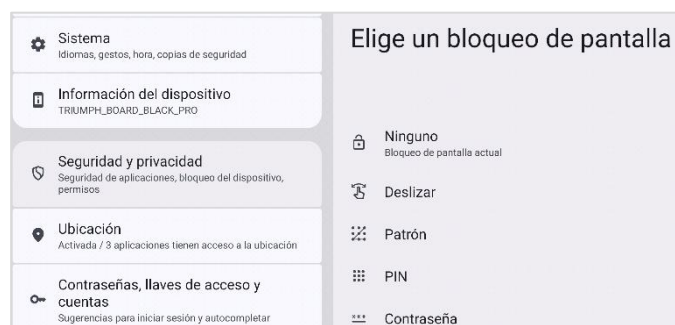 Sistema
Idiomas, gestos, hora, copias de seguridad
Información del dispositivo
TRIUMPH_BOARD_BLACK_PRO
Seguridad y privacidad
Seguridad de aplicaciones, bloqueo del dispositivo,
permisos
Ubicación
Activada / 3 aplicaciones tienen acceso a la ubicación
Contraseñas, llaves de acceso y
cuentas
Sugerencias para iniciar sesión y autocompletar
Elige un bloqueo de pantalla
Ninguno
Bloqueo de pantalla actual
Deslizar
Patrón
PIN
Contraseña